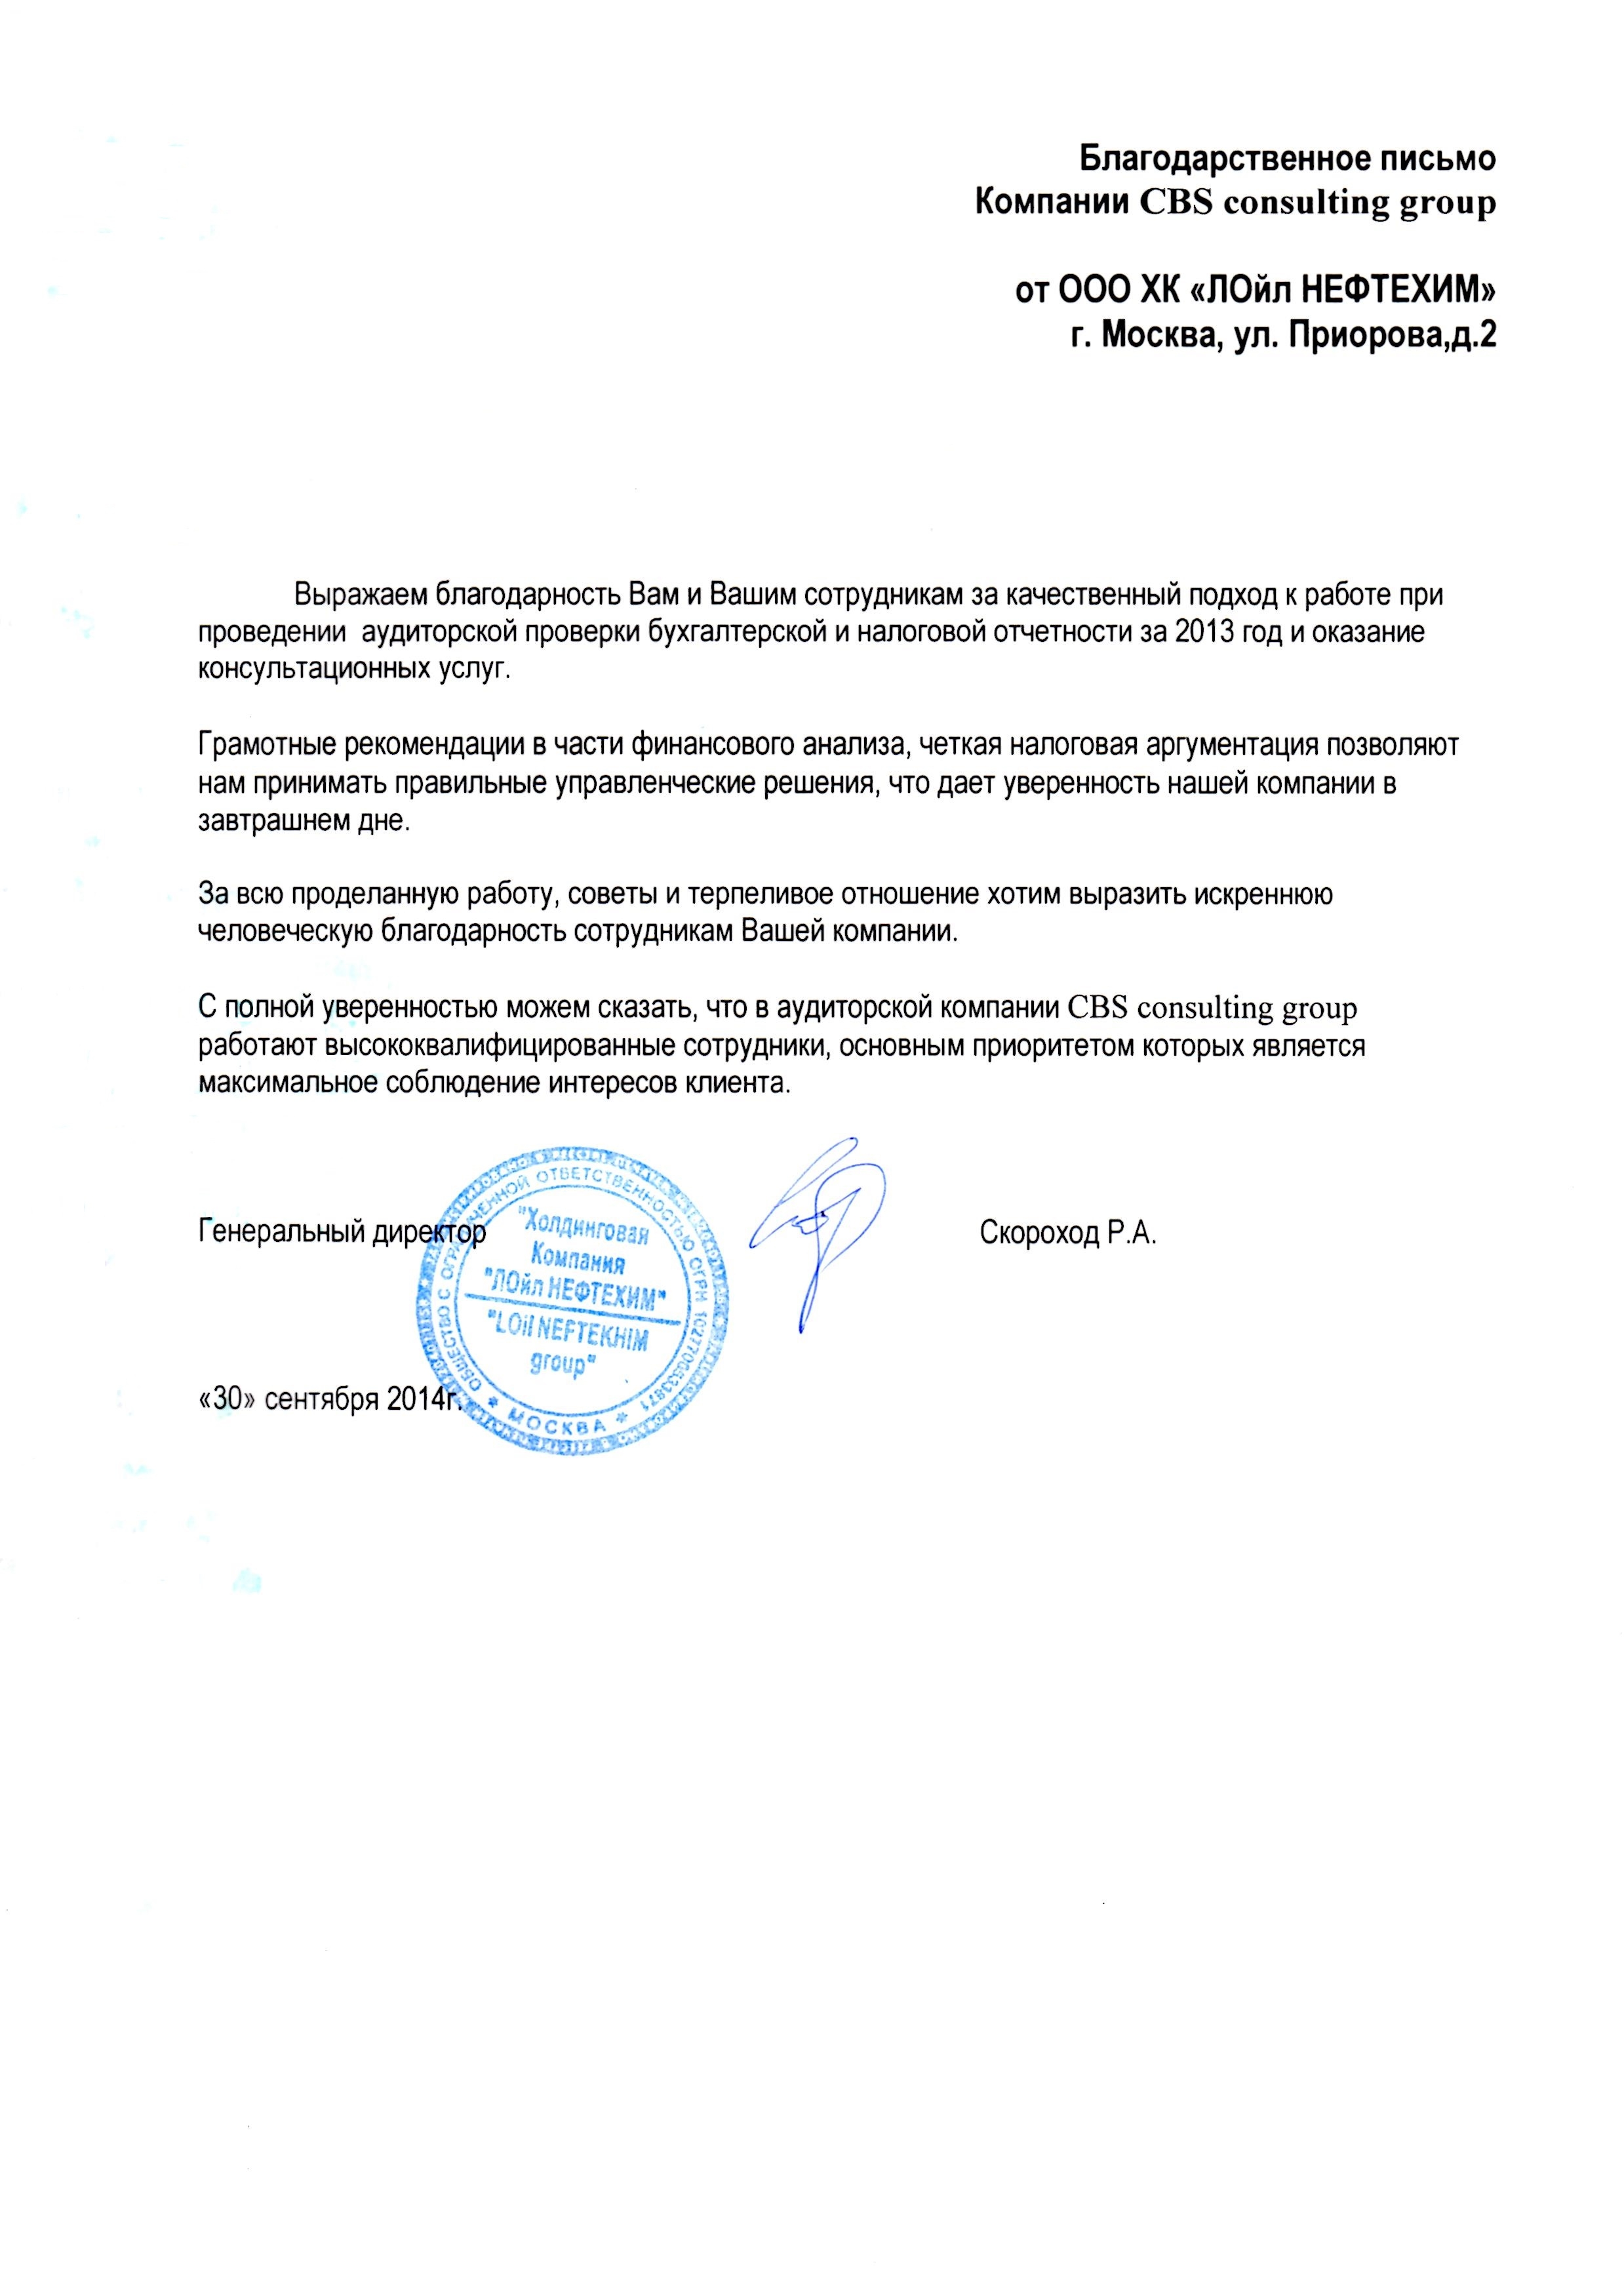 Благодарственное письмо
Компании CBS consulting group
от ООО ХК «ЛОйл НЕФТЕХИМ»
г. Москва, ул. Приорова,д.2
Выражаем благодарность Вам и Вашим сотрудникам за качественный подход к работе при
проведении аудиторской проверки бухгалтерской и налоговой отчетности за 2013 год и оказание
консультационных услуг.
Грамотные рекомендации в части финансового анализа, четкая налоговая аргументация позволяют
нам принимать правильные управленческие решения, что дает уверенность нашей компании в
завтрашнем дне.
За всю проделанную работу, советы и терпеливое отношение хотим выразить искреннюю
человеческую благодарность сотрудникам Вашей компании.
С полной уверенностью можем сказать, что в аудиторской компании CBS consulting group
работают высококвалифицированные сотрудники, основным приоритетом которых является
максимальное соблюдение интересов клиента.
Генеральный директор
Скороход Р.А.
ОБЩЕСТВО С ОГРАНИЧЕННОЙ ОТВЕТСТВЕННОСТЬЮ ОГРН
"Холдинговая
Компания
"ЛОйл НЕФТЕХИМ"
"LOil NEFTEKHIM
group"
* МОСКВА *
«30» сентября 2014г.